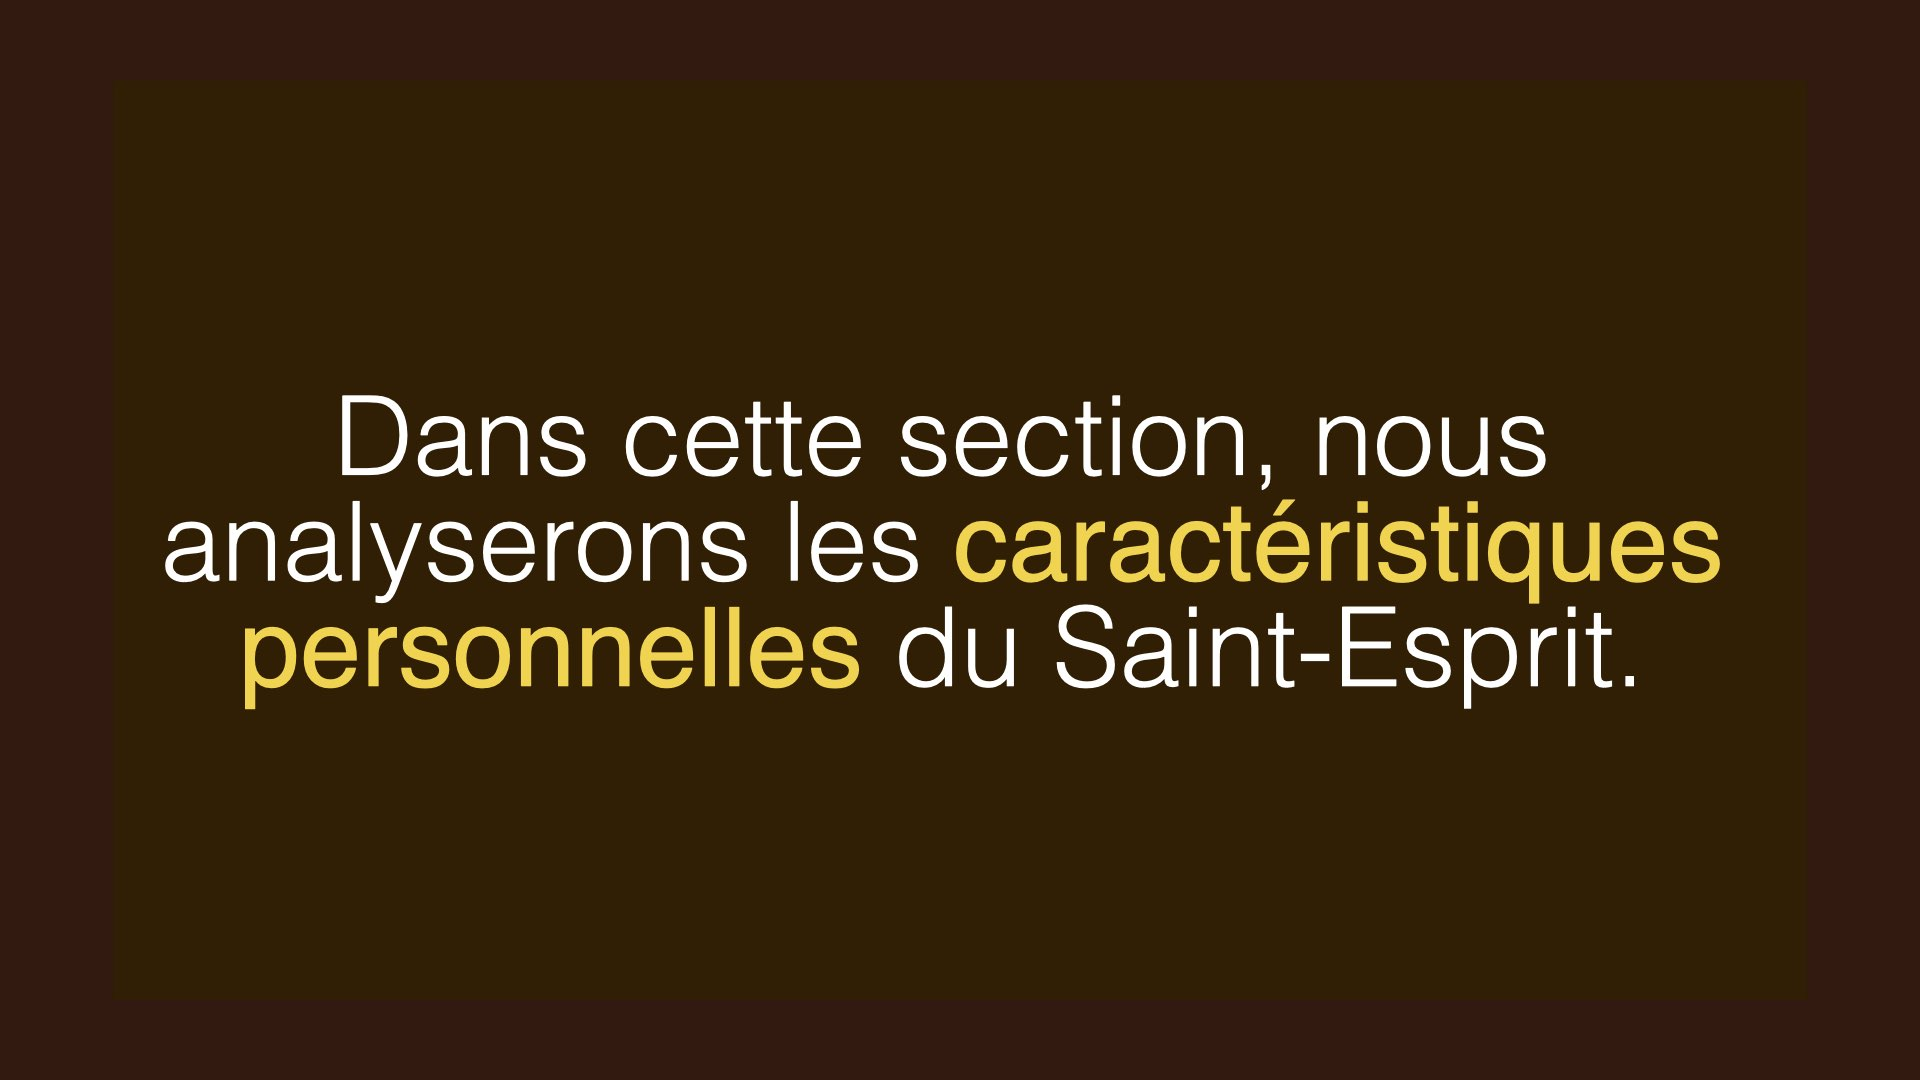 Dans cette section, nous
analyserons les caractéristiques
personnelles du Saint-Esprit.